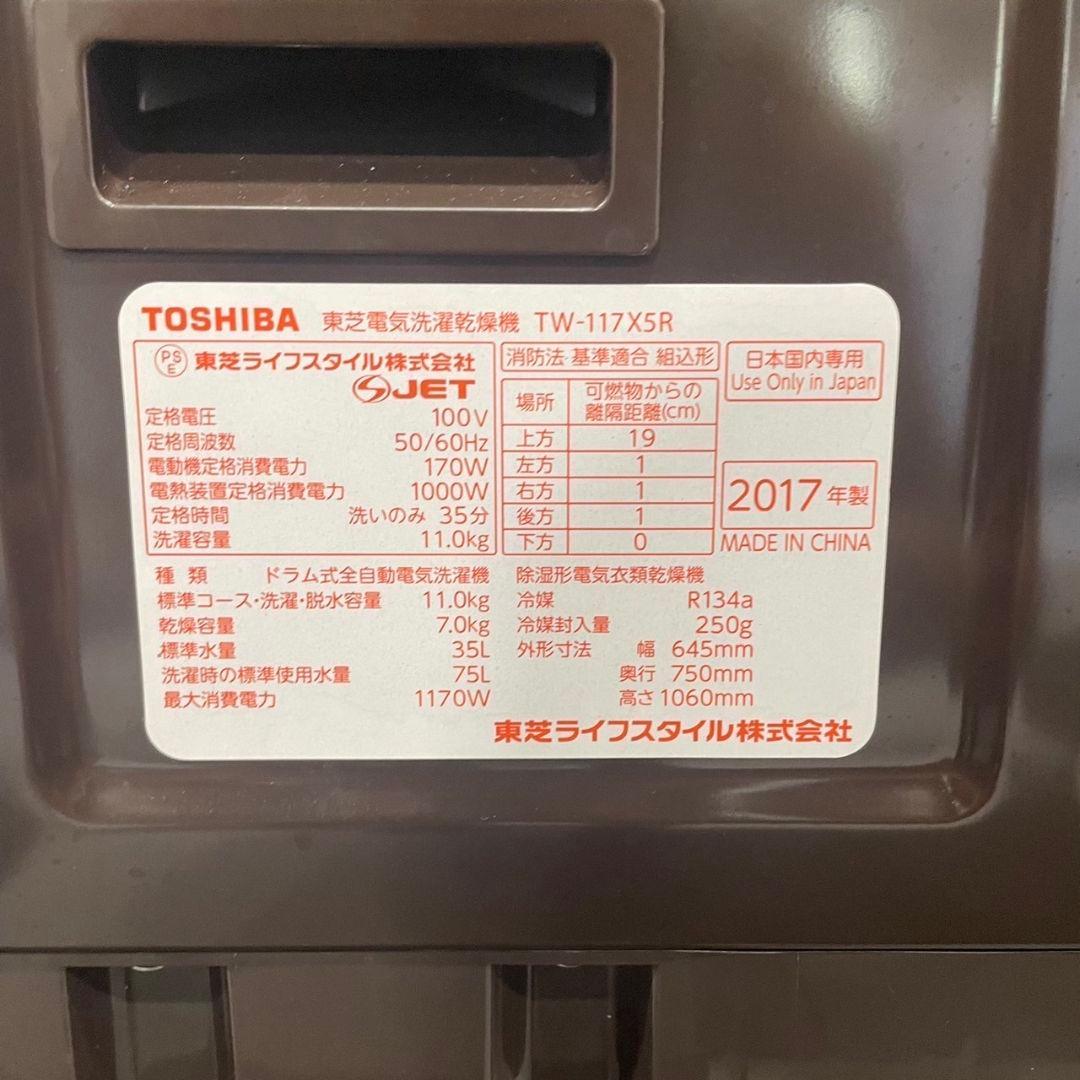 TOSHIBA 東芝電気洗濯乾燥機 TW-117X5R
PSE 東芝ライフスタイル株式会社
S JET
定格電圧 100V
定格周波数 50/60Hz
電動機定格消費電力 170W
電熱装置定格消費電力 1000W
定格時間 洗いのみ 35分
洗濯容量 11.0kg
消防法 基準適合 組込形
場所 可燃物からの離隔距離(cm)
上方 19
左方 1
右方 1
後方 1
下方 0
日本国内専用
Use Only in Japan
2017年製
MADE IN CHINA
種類 ドラム式全自動電気洗濯機
標準コース・洗濯・脱水容量 11.0kg
乾燥容量 7.0kg
標準水量 35L
洗濯時の標準使用水量 75L
最大消費電力 1170W
除湿形電気衣類乾燥機
冷媒 R134a
冷媒封入量 250g
外形寸法 幅 645mm
奥行 750mm
高さ 1060mm
東芝ライフスタイル株式会社